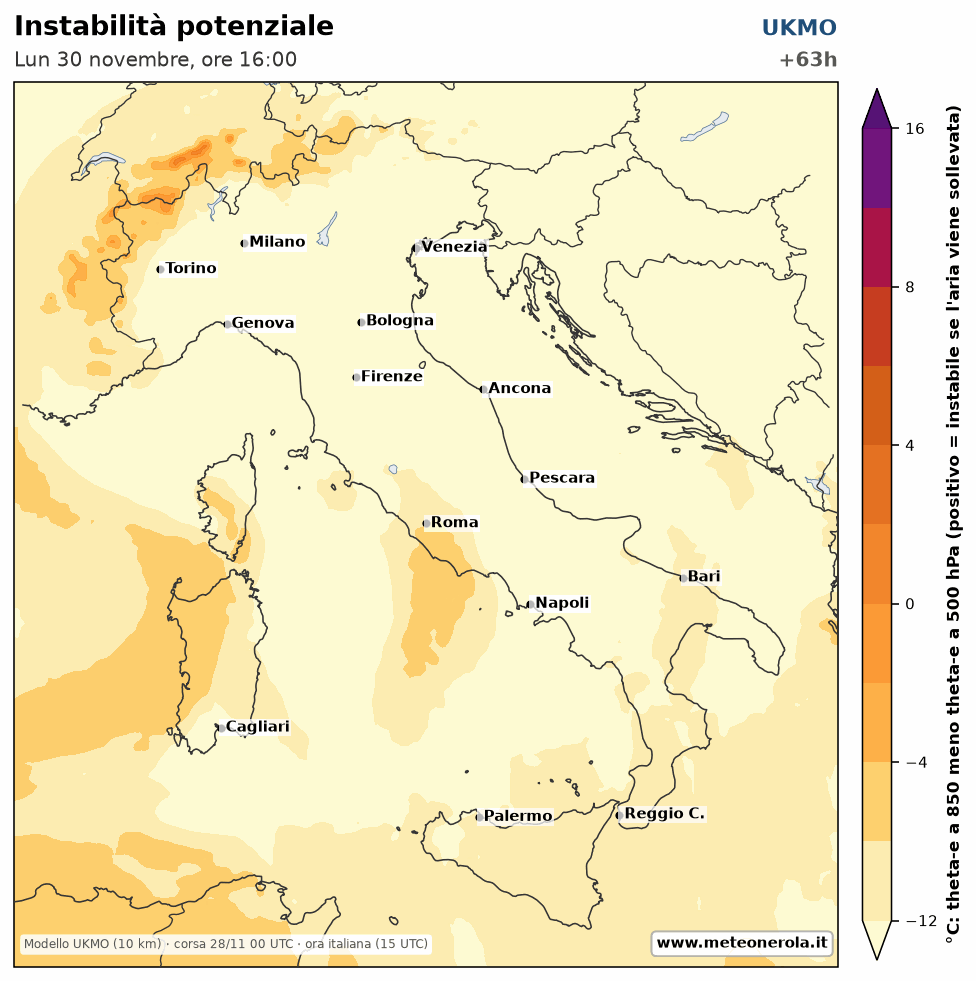 Instabilità potenziale
UKMO
Lun 30 novembre, ore 16:00
+63h
Milano
Venezia
Torino
Genova
Bologna
Firenze
Ancona
Pescara
Roma
Bari
Napoli
Cagliari
Palermo
Reggio C.
Modello UKMO (10 km) · corsa 28/11 00 UTC · ora italiana (15 UTC)
www.meteonerola.it
16
8
4
0
−4
−12
°C: theta-e a 850 meno theta-e a 500 hPa (positivo = instabile se l'aria viene sollevata)